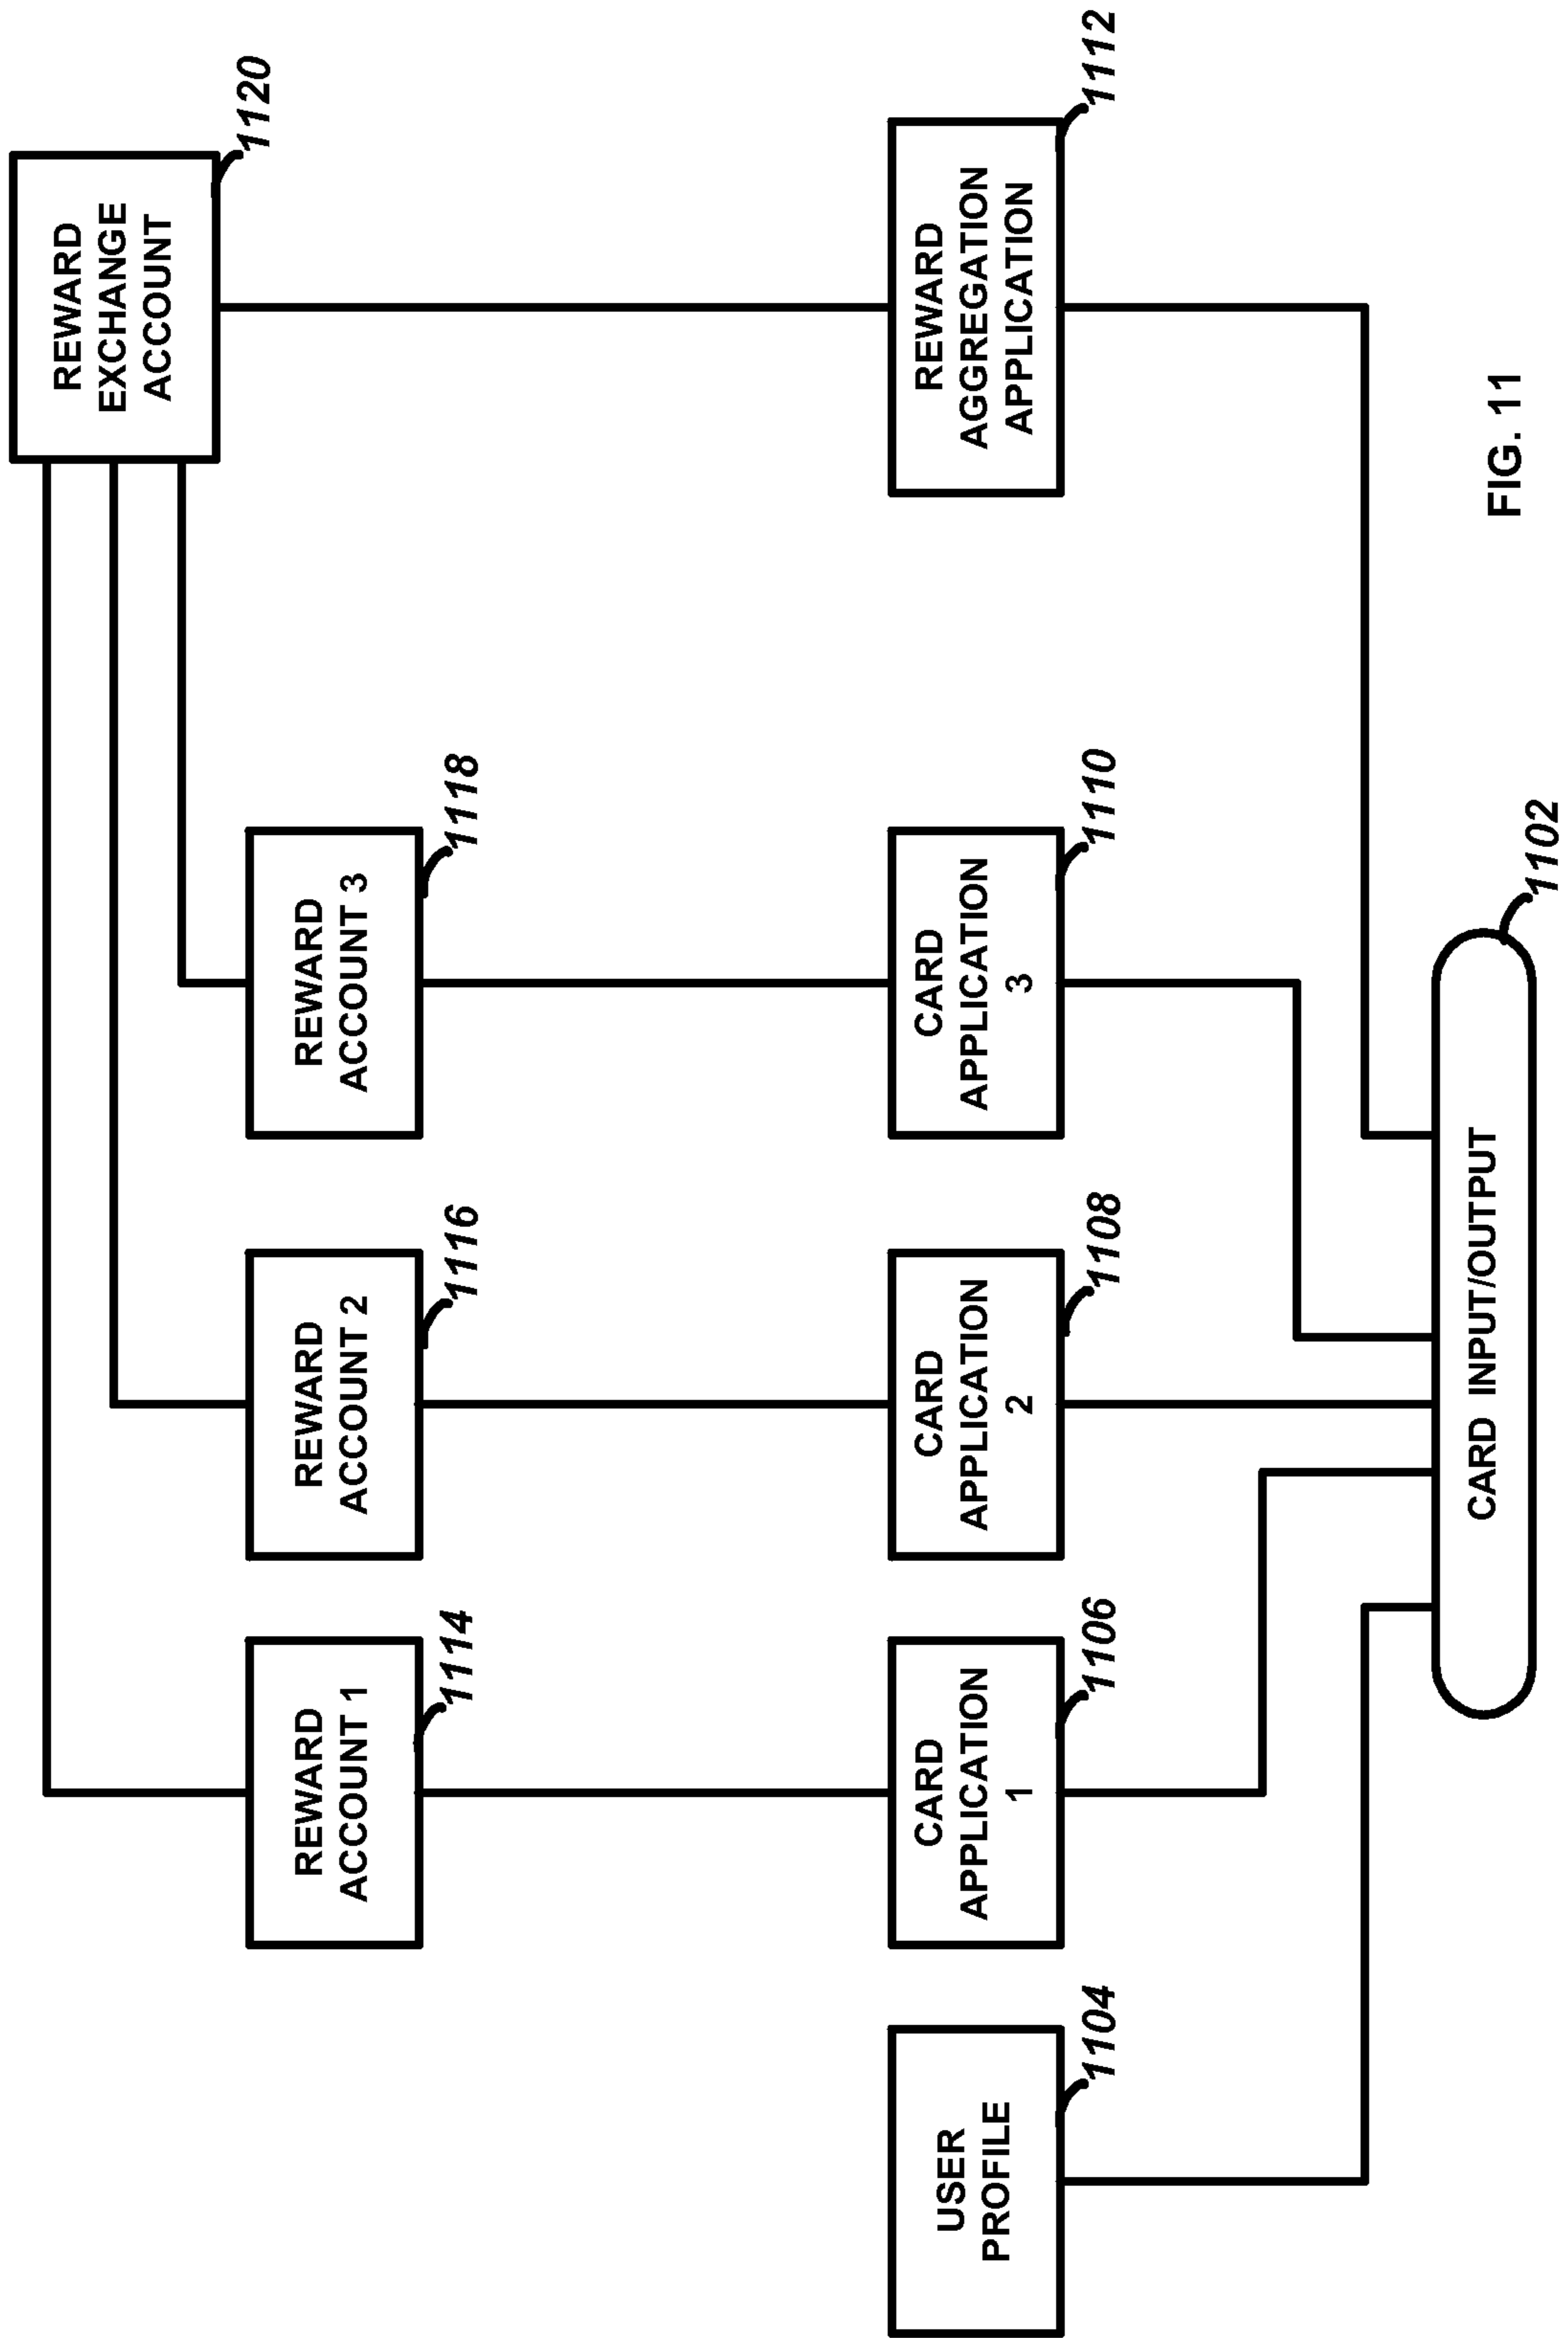 REWARD
EXCHANGE
ACCOUNT
1120
REWARD
ACCOUNT 1
1114
REWARD
ACCOUNT 2
1116
REWARD
ACCOUNT 3
1118
USER
PROFILE
1104
CARD
APPLICATION
1
1106
CARD
APPLICATION
2
1108
CARD
APPLICATION
3
1110
REWARD
AGGREGATION
APPLICATION
1112
CARD INPUT/OUTPUT
1102
FIG. 11